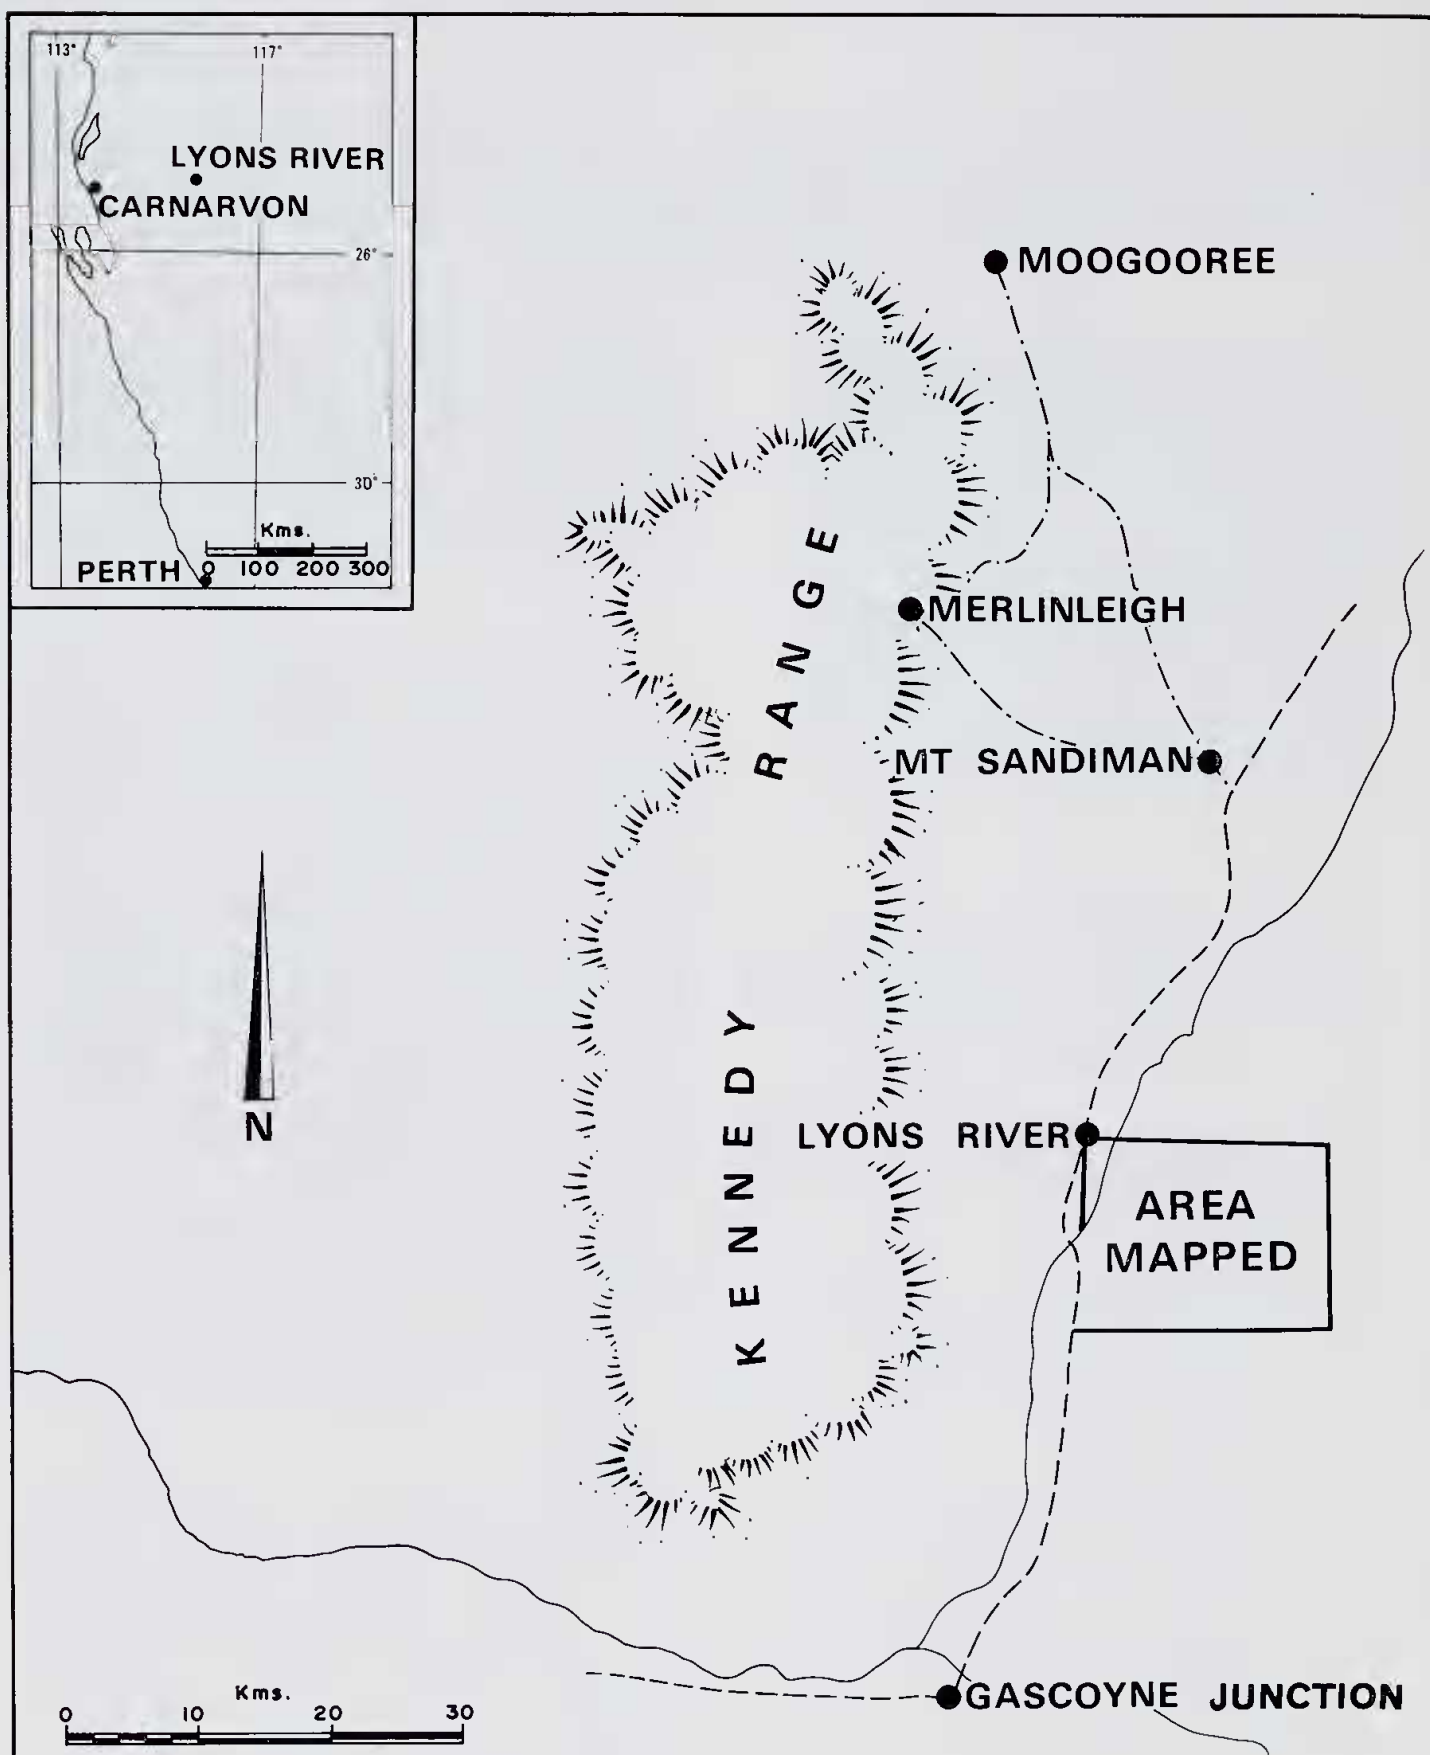 113° 117°
LYONS RIVER
CARNARVON
26°
30°
Kms.
PERTH 0 100 200 300
MOOGOOREE
MERLINLEIGH
MT SANDIMAN
KENNEDY RANGE
N
LYONS RIVER
AREA
MAPPED
GASCOYNE JUNCTION
Kms.
0 10 20 30